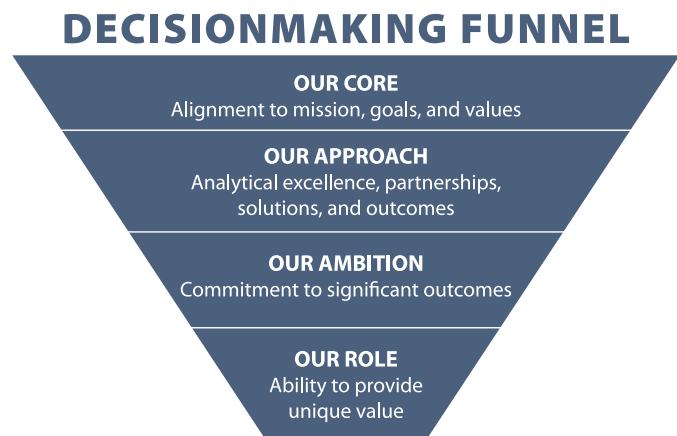 DECISIONMAKING FUNNEL
OUR CORE
Alignment to mission, goals, and values
OUR APPROACH
Analytical excellence, partnerships,
solutions, and outcomes
OUR AMBITION
Commitment to significant outcomes
OUR ROLE
Ability to provide
unique value